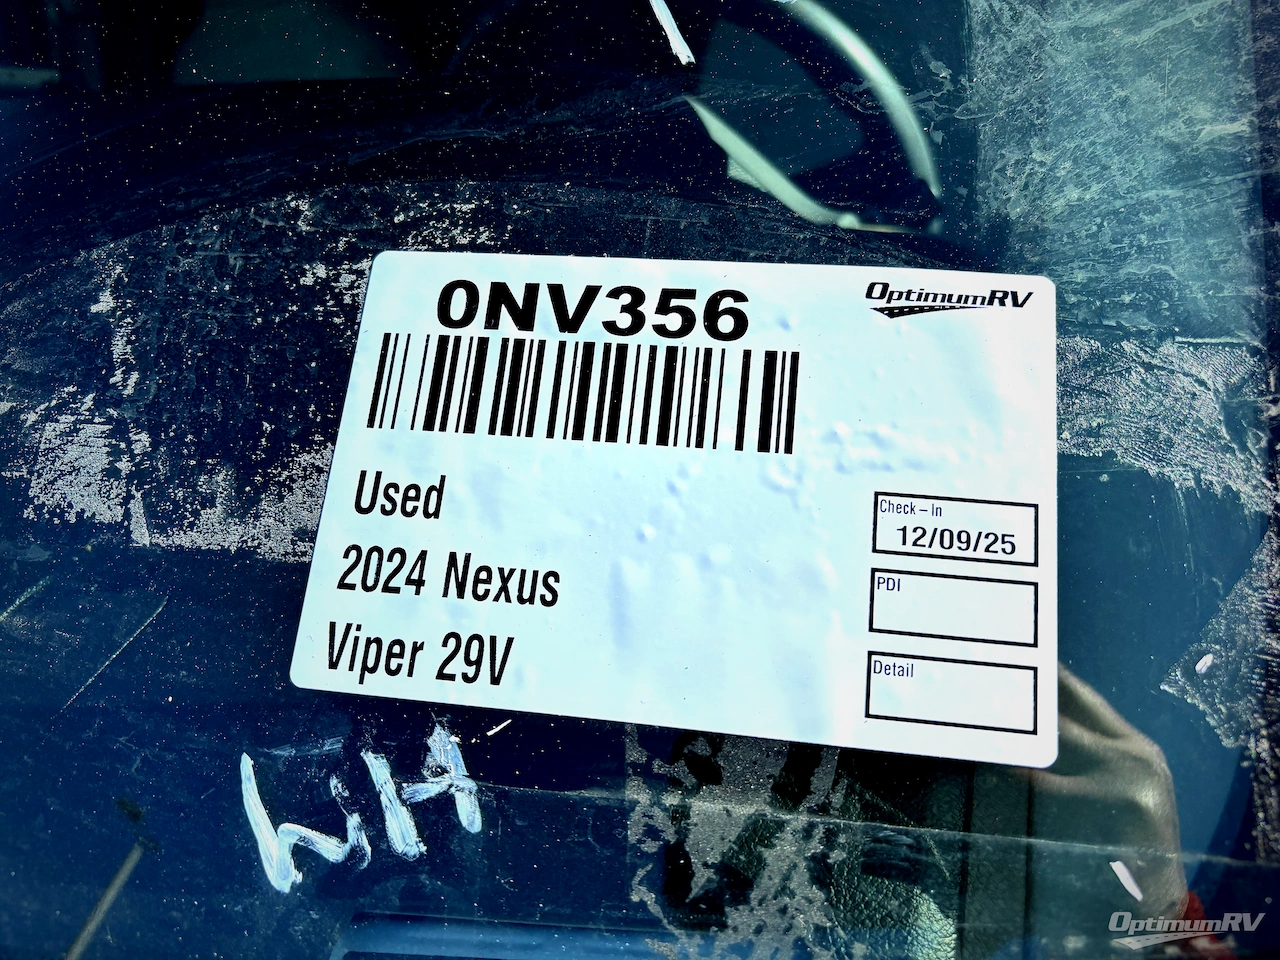 0NV356
OptimumRV
Used
2024 Nexus
Viper 29V
Check – In
12/09/25
PDI
Detail
OptimumRV